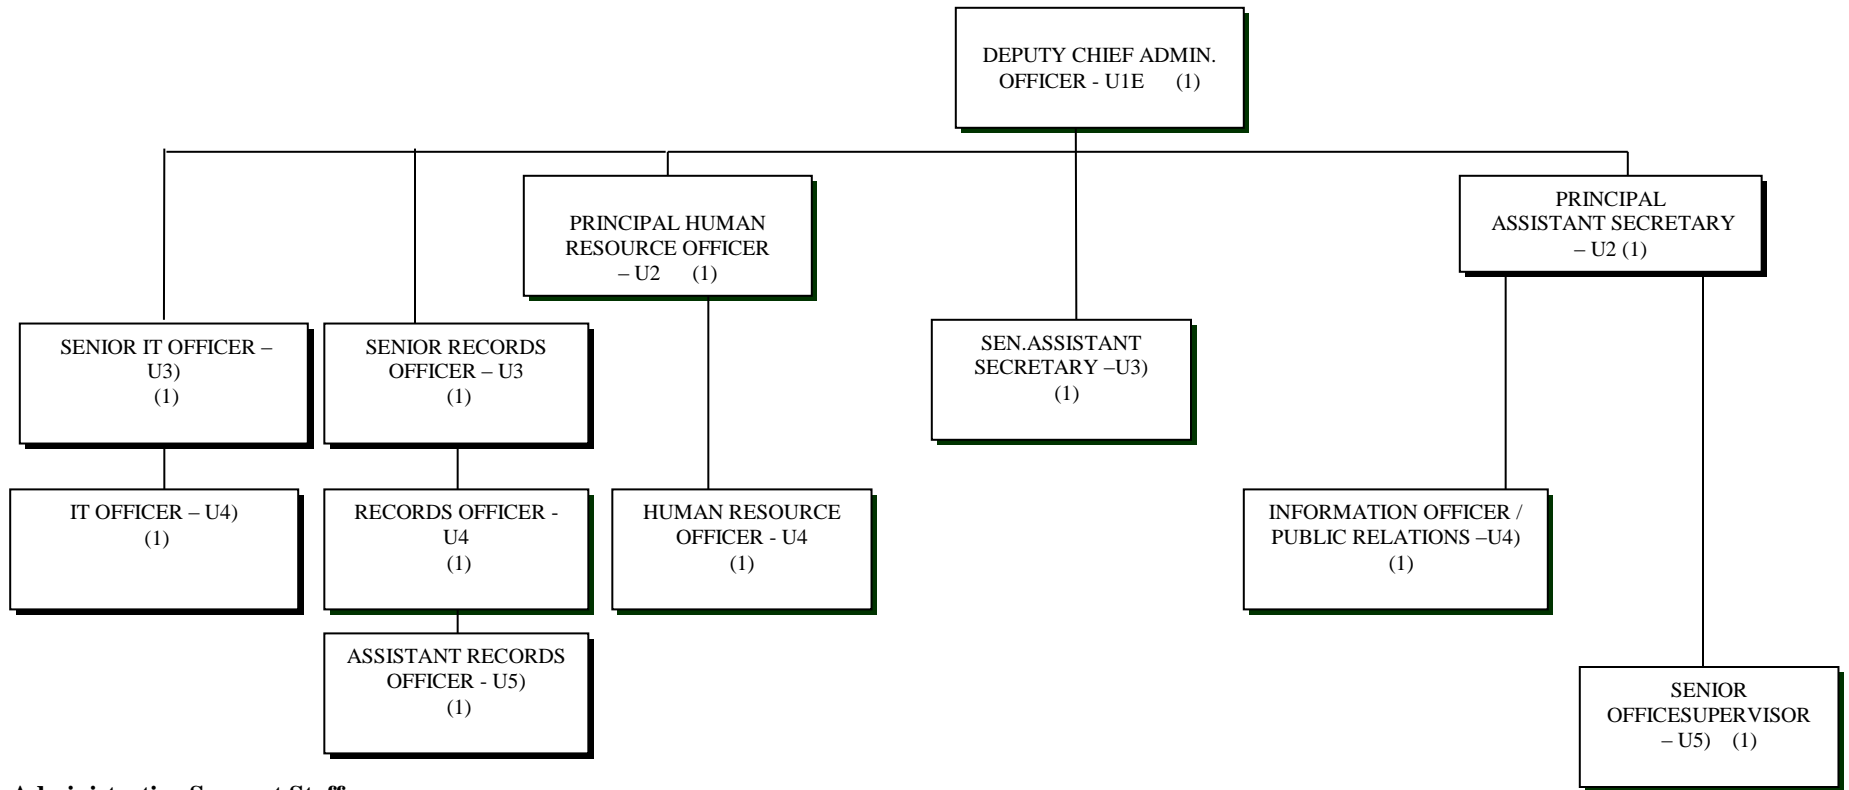 DEPUTY CHIEF ADMIN.
OFFICER - U1E (1)
PRINCIPAL HUMAN
RESOURCE OFFICER
– U2 (1)
PRINCIPAL
ASSISTANT SECRETARY
– U2 (1)
SENIOR IT OFFICER –
U3)
(1)
SENIOR RECORDS
OFFICER – U3
(1)
SEN.ASSISTANT
SECRETARY –U3)
(1)
IT OFFICER – U4)
(1)
RECORDS OFFICER -
U4
(1)
HUMAN RESOURCE
OFFICER - U4
(1)
INFORMATION OFFICER /
PUBLIC RELATIONS –U4)
(1)
ASSISTANT RECORDS
OFFICER - U5)
(1)
SENIOR
OFFICESUPERVISOR
– U5) (1)